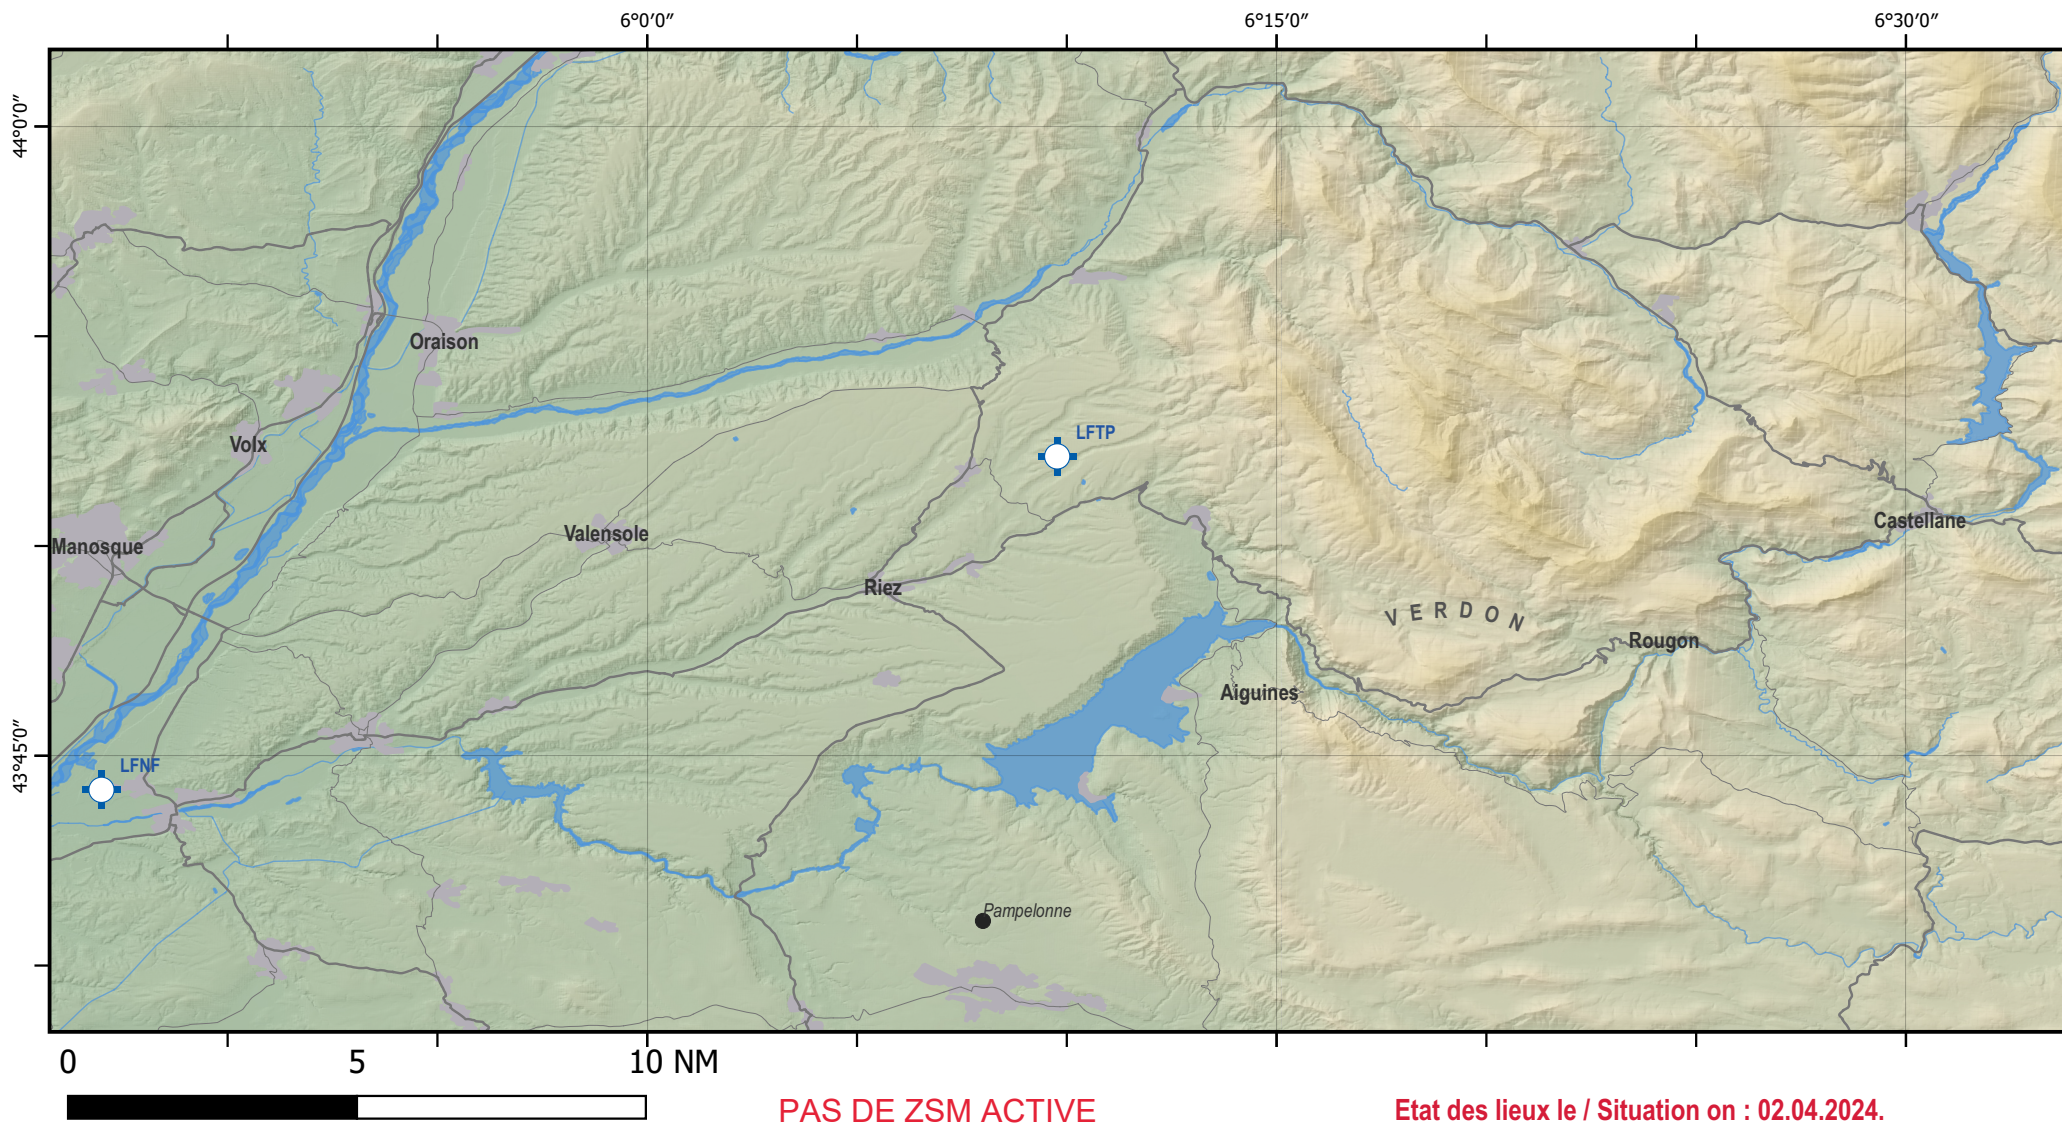 6°0'0″ 6°15'0″ 6°30'0″
44°0'0″
Oraison
LFTP
Volx
Castellane
Valensole
Manosque
Riez
VERDON
Rougon
Aiguines
43°45'0″
LFNF
Pampelonne
0 5 10 NM
PAS DE ZSM ACTIVE
Etat des lieux le / Situation on : 02.04.2024.